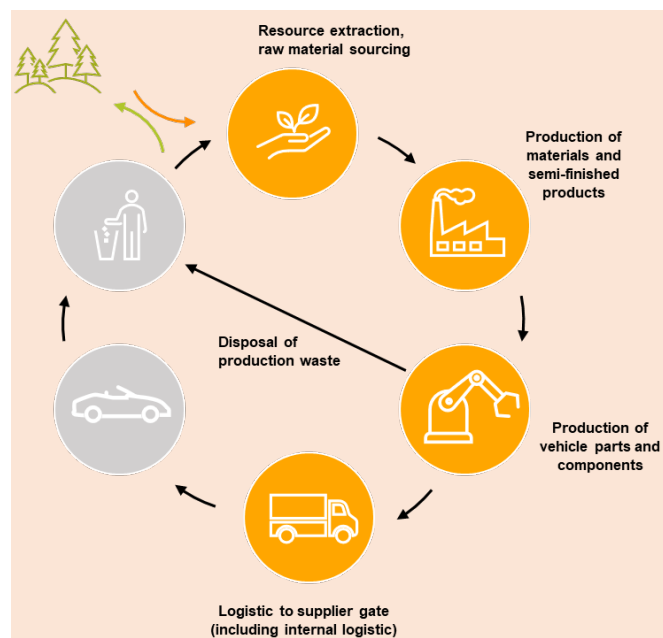 Resource extraction,
raw material sourcing
Production of
materials and
semi-finished
products
Disposal of
production waste
Production of
vehicle parts and
components
Logistic to supplier gate
(including internal logistic)